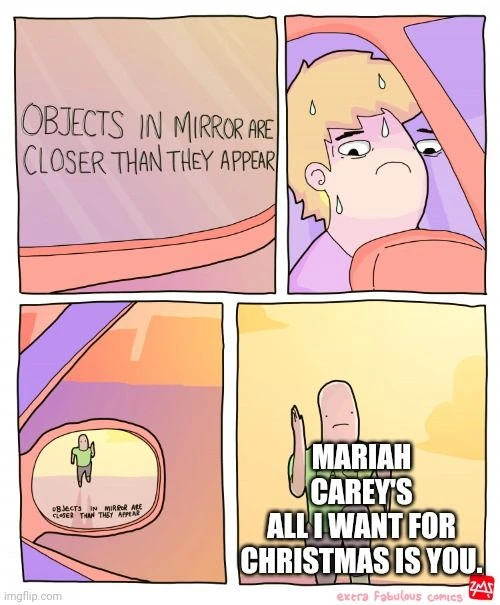 OBJECTS IN MIRROR ARE
CLOSER THAN THEY APPEAR
OBJECTS IN MIRROR ARE
CLOSER THAN THEY APPEAR
MARIAH
CAREY'S
ALL I WANT FOR
CHRISTMAS IS YOU.
imgflip.com
extra fabulous comics
ZMS